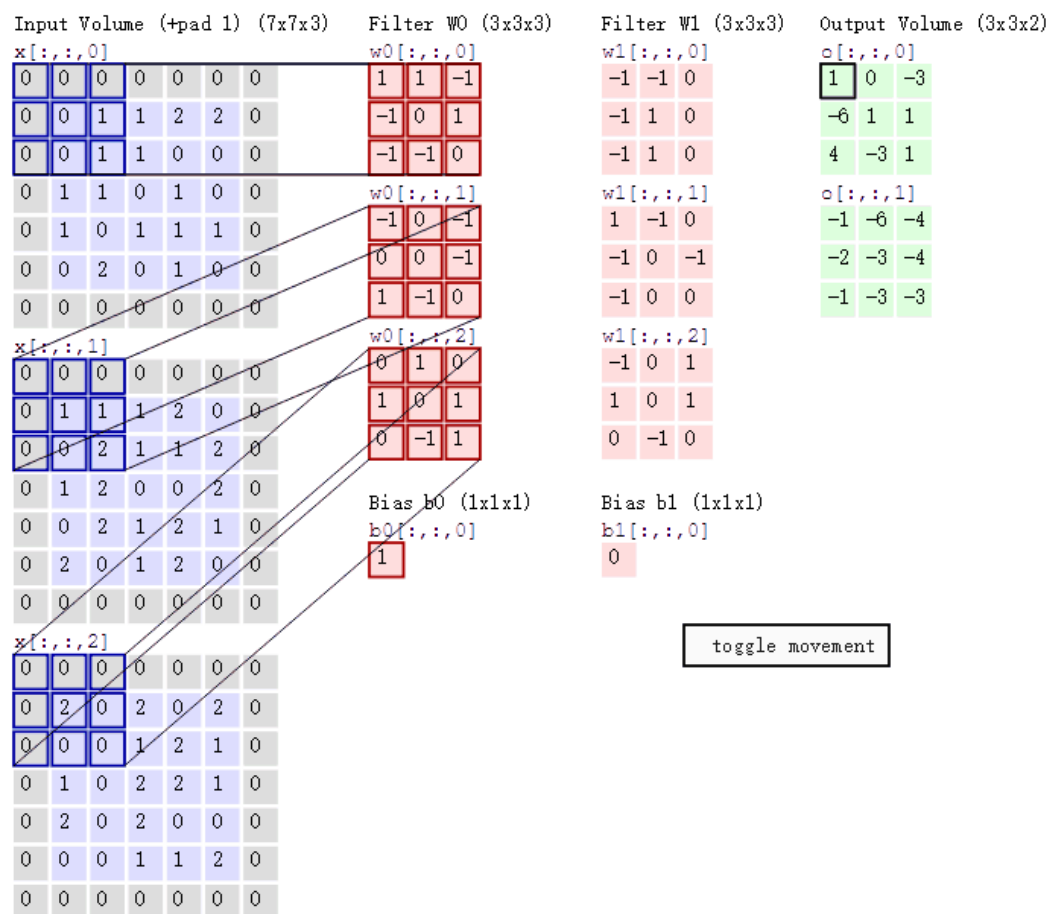 Input Volume (+pad 1) (7x7x3)
x[:,:,0]
0 0 0 0 0 0 0
0 0 1 1 2 2 0
0 0 1 1 0 0 0
0 1 1 0 1 0 0
0 1 0 1 1 1 0
0 0 2 0 1 0 0
0 0 0 0 0 0 0
x[:,:,1]
0 0 0 0 0 0 0
0 1 1 1 2 0 0
0 0 2 1 1 2 0
0 1 2 0 0 2 0
0 0 2 1 2 1 0
0 2 0 1 2 0 0
0 0 0 0 0 0 0
x[:,:,2]
0 0 0 0 0 0 0
0 2 0 2 0 2 0
0 0 0 1 2 1 0
0 1 0 2 2 1 0
0 2 0 2 0 0 0
0 0 0 1 1 2 0
0 0 0 0 0 0 0
Filter W0 (3x3x3)
w0[:,:,0]
1 1 -1
-1 0 1
-1 -1 0
w0[:,:,1]
-1 0 -1
0 0 -1
1 -1 0
w0[:,:,2]
0 1 0
1 0 1
0 -1 1
Bias b0 (1x1x1)
b0[:,:,0]
1
Filter W1 (3x3x3)
w1[:,:,0]
-1 -1 0
-1 1 0
-1 1 0
w1[:,:,1]
1 -1 0
-1 0 -1
-1 0 0
w1[:,:,2]
-1 0 1
1 0 1
0 -1 0
Bias b1 (1x1x1)
b1[:,:,0]
0
Output Volume (3x3x2)
o[:,:,0]
1 0 -3
-6 1 1
4 -3 1
o[:,:,1]
-1 -6 -4
-2 -3 -4
-1 -3 -3
toggle movement